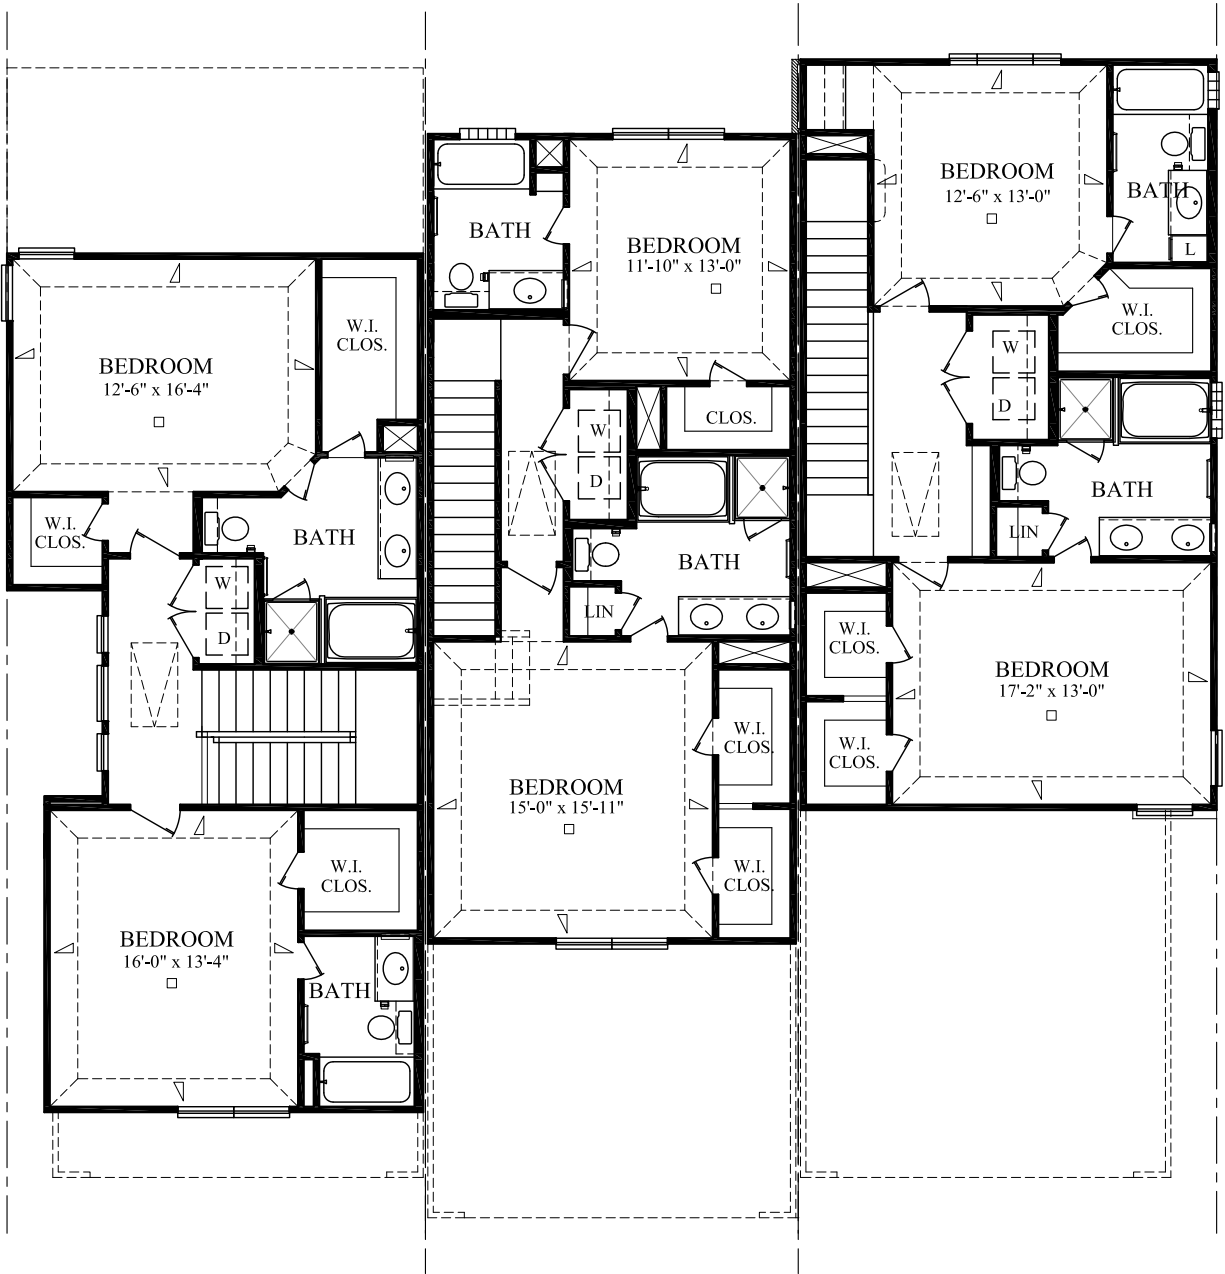 BEDROOM
12'-6" x 16'-4"
W.I.
CLOS.
W.I.
CLOS.
BATH
W
D
BEDROOM
16'-0" x 13'-4"
W.I.
CLOS.
BATH
BATH
BEDROOM
11'-10" x 13'-0"
CLOS.
W
D
BATH
LIN
BEDROOM
15'-0" x 15'-11"
W.I.
CLOS.
W.I.
CLOS.
BEDROOM
12'-6" x 13'-0"
BATH
L
W.I.
CLOS.
W
D
BATH
LIN
W.I.
CLOS.
BEDROOM
17'-2" x 13'-0"
W.I.
CLOS.